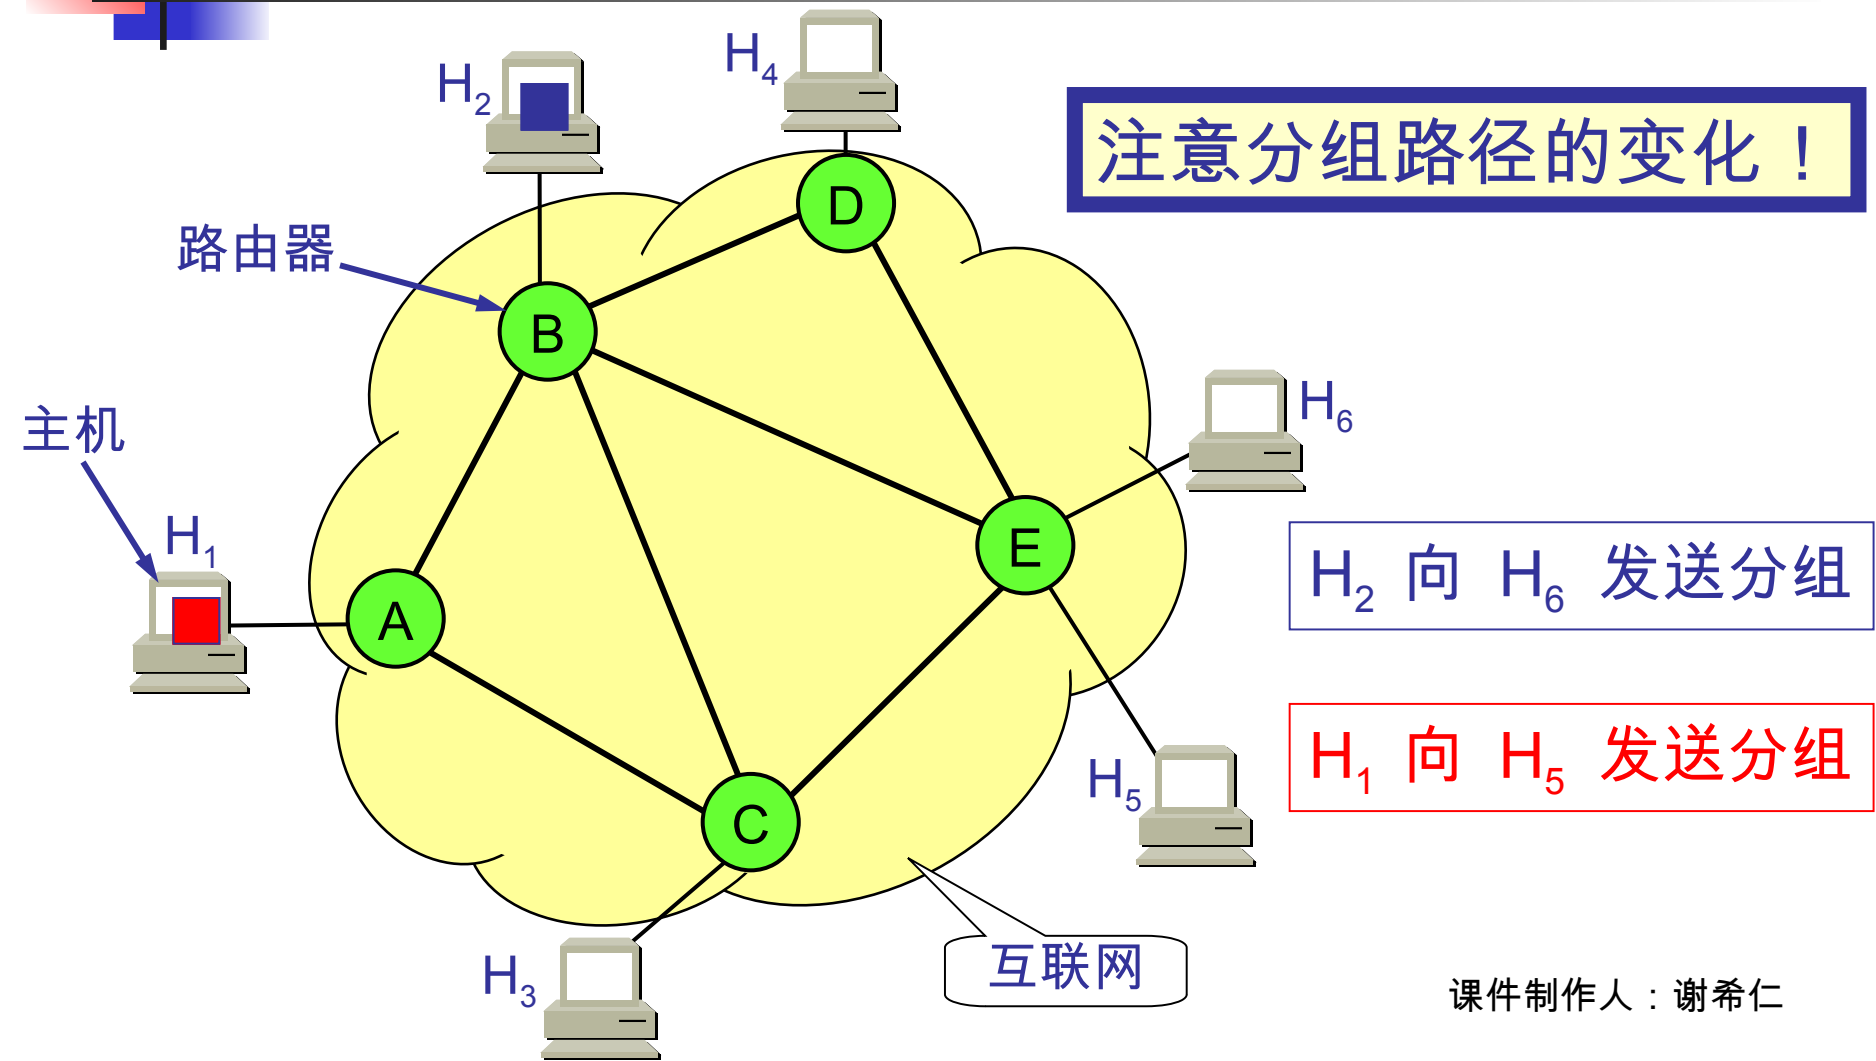 H4
H2
注意分组路径的变化！
D
路由器
B
主机
H6
H1
E
H2 向 H6 发送分组
A
H1 向 H5 发送分组
H5
C
互联网
H3
课件制作人：谢希仁